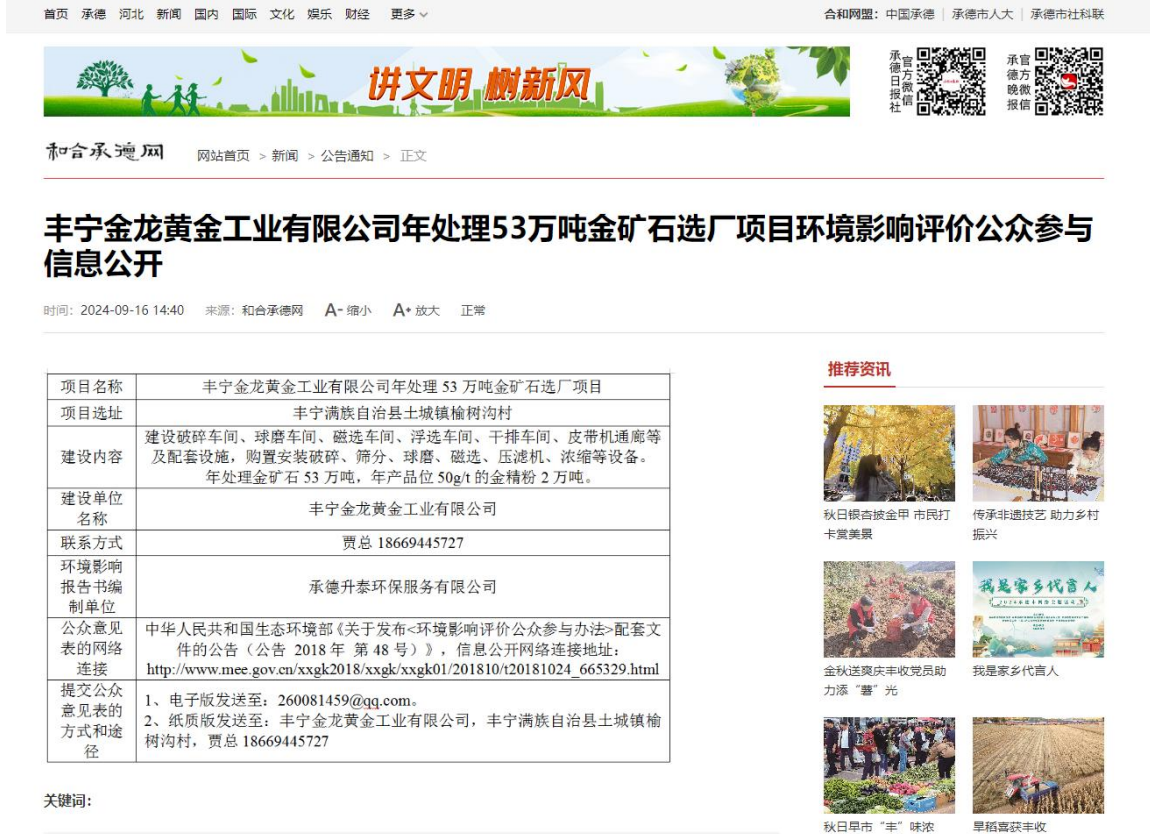 首页 承德 河北 新闻 国内 国际 文化 娱乐 财经 更多
合和网盟：中国承德 | 承德市人大 | 承德市社科联
讲文明 树新风
承德日报社
官方微信
承德晚报
官方微信
和合承德网
网站首页 > 新闻 > 公告通知 > 正文
丰宁金龙黄金工业有限公司年处理53万吨金矿石选厂项目环境影响评价公众参与
信息公开
时间：2024-09-16 14:40 来源：和合承德网 A- 缩小 A+ 放大 正常
项目名称 丰宁金龙黄金工业有限公司年处理 53 万吨金矿石选厂项目
项目选址 丰宁满族自治县土城镇榆树沟村
建设内容
建设破碎车间、球磨车间、磁选车间、浮选车间、干排车间、皮带机通廊等
及配套设施，购置安装破碎、筛分、球磨、磁选、压滤机、浓缩等设备。
年处理金矿石 53 万吨，年产品位 50g/t 的金精粉 2 万吨。
建设单位
名称
丰宁金龙黄金工业有限公司
联系方式 贾总 18669445727
环境影响
报告书编
制单位
承德升泰环保服务有限公司
公众意见
表的网络
连接
中华人民共和国生态环境部《关于发布<环境影响评价公众参与办法>配套文
件的公告（公告 2018 年 第 48 号）》，信息公开网络连接地址：
http://www.mee.gov.cn/xxgk2018/xxgk/xxgk01/201810/t20181024_665329.html
提交公众
意见表的
方式和途
径
1、电子版发送至：260081459@qq.com。
2、纸质版发送至：丰宁金龙黄金工业有限公司，丰宁满族自治县土城镇榆
树沟村，贾总 18669445727
关键词：
推荐资讯
秋日银杏披金甲 市民打
卡赏美景
传承非遗技艺 助力乡村
振兴
金秋送爽庆丰收党员助
力添“薯”光
我是家乡代言人
我是家乡代言人
秋日早市“丰”味浓
旱稻喜获丰收